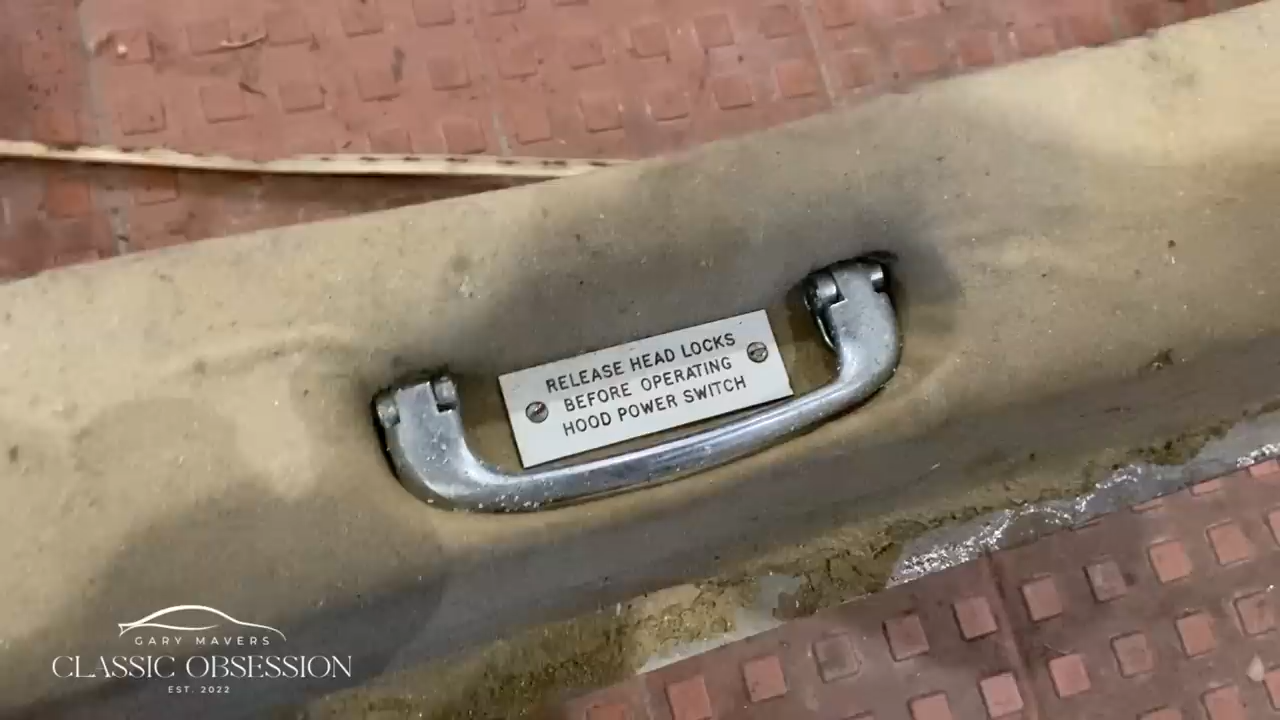 RELEASE HEAD LOCKS
BEFORE OPERATING
HOOD POWER SWITCH
GARY MAVERS
CLASSIC OBSESSION
EST. 2022